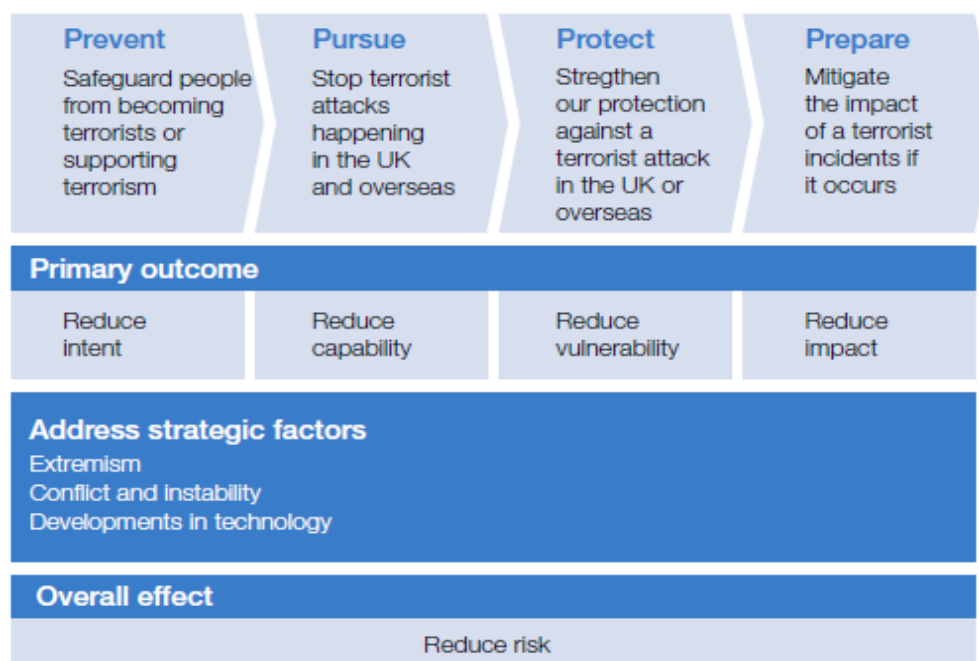 Prevent
Safeguard people
from becoming
terrorists or
supporting
terrorism
Pursue
Stop terrorist
attacks
happening
in the UK
and overseas
Protect
Stregthen
our protection
against a
terrorist attack
in the UK or
overseas
Prepare
Mitigate
the impact
of a terrorist
incidents if
it occurs
Primary outcome
Reduce
intent
Reduce
capability
Reduce
vulnerability
Reduce
impact
Address strategic factors
Extremism
Conflict and instability
Developments in technology
Overall effect
Reduce risk